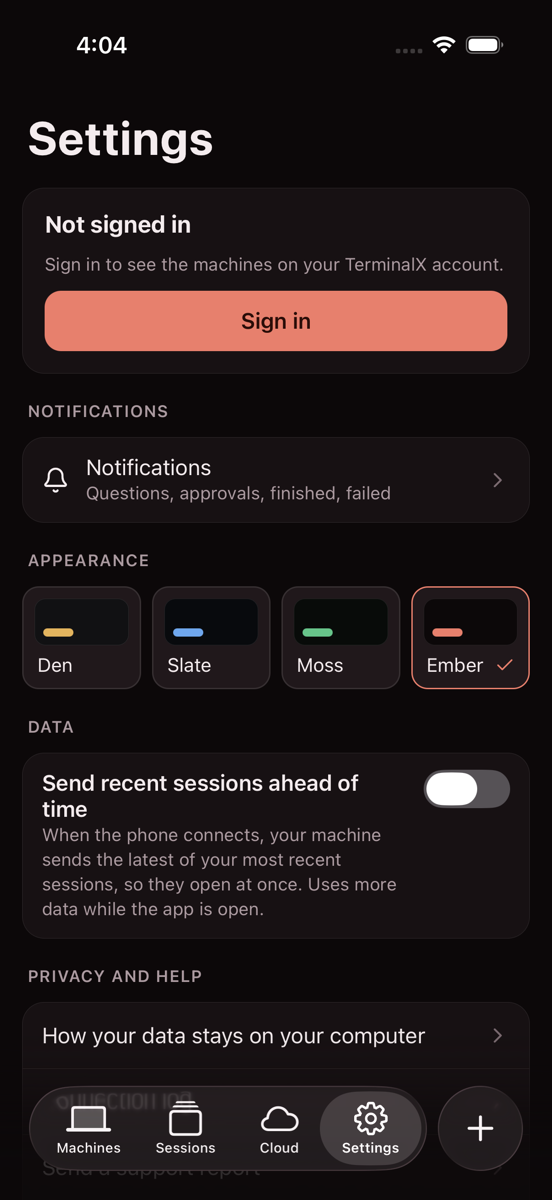 4:04
Settings
Not signed in
Sign in to see the machines on your TerminalX account.
Sign in
NOTIFICATIONS
Notifications
Questions, approvals, finished, failed
APPEARANCE
Den
Slate
Moss
Ember
DATA
Send recent sessions ahead of
time
When the phone connects, your machine
sends the latest of your most recent
sessions, so they open at once. Uses more
data while the app is open.
PRIVACY AND HELP
How your data stays on your computer
Machines
Sessions
Cloud
Settings
Send a support report